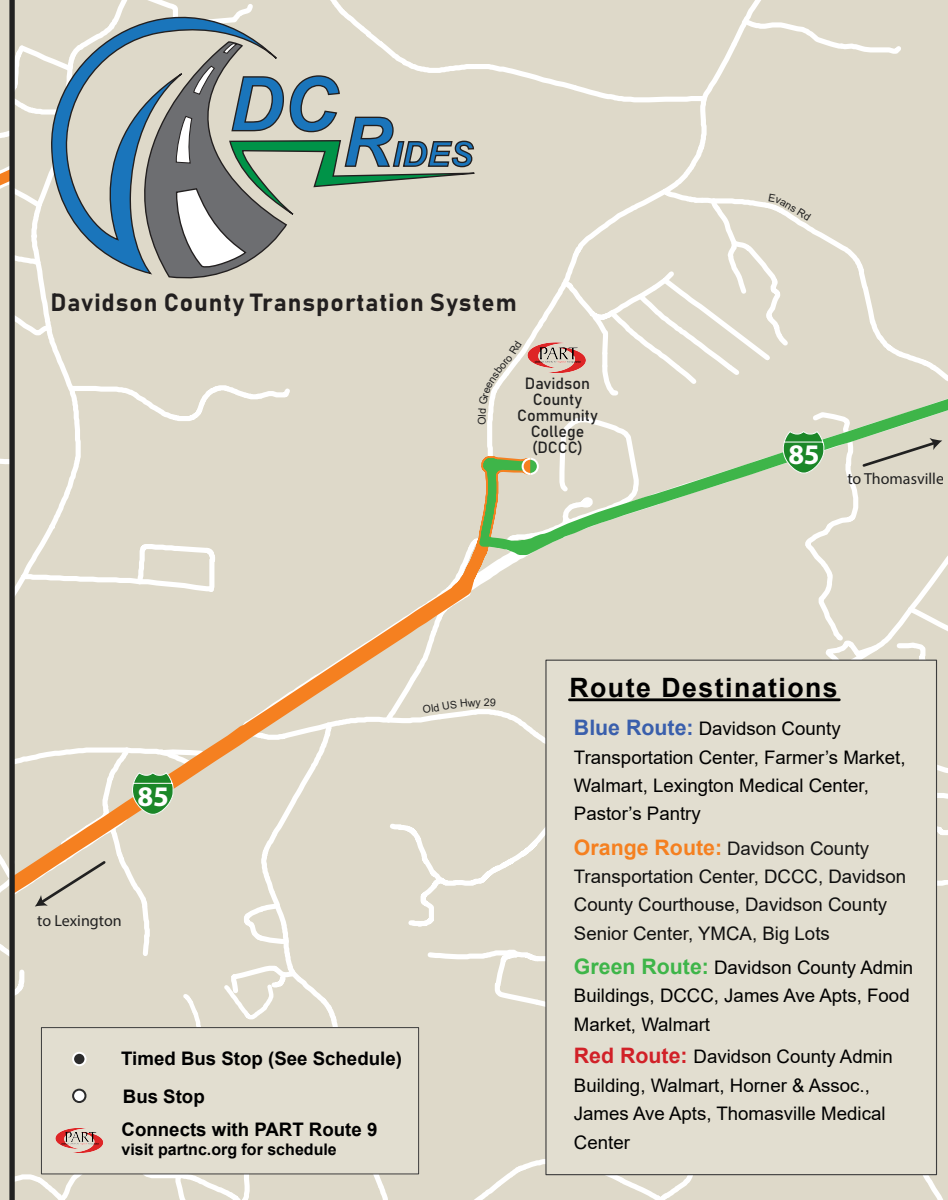 DC
RIDES
Davidson County Transportation System
Evans Rd
Old Greensboro Rd
PART
Davidson
County
Community
College
(DCCC)
85
to Thomasville
Old US Hwy 29
85
to Lexington
Route Destinations
Blue Route: Davidson County
Transportation Center, Farmer’s Market,
Walmart, Lexington Medical Center,
Pastor’s Pantry
Orange Route: Davidson County
Transportation Center, DCCC, Davidson
County Courthouse, Davidson County
Senior Center, YMCA, Big Lots
Green Route: Davidson County Admin
Buildings, DCCC, James Ave Apts, Food
Market, Walmart
Red Route: Davidson County Admin
Building, Walmart, Horner & Assoc.,
James Ave Apts, Thomasville Medical
Center
Timed Bus Stop (See Schedule)
Bus Stop
PART
Connects with PART Route 9
visit partnc.org for schedule